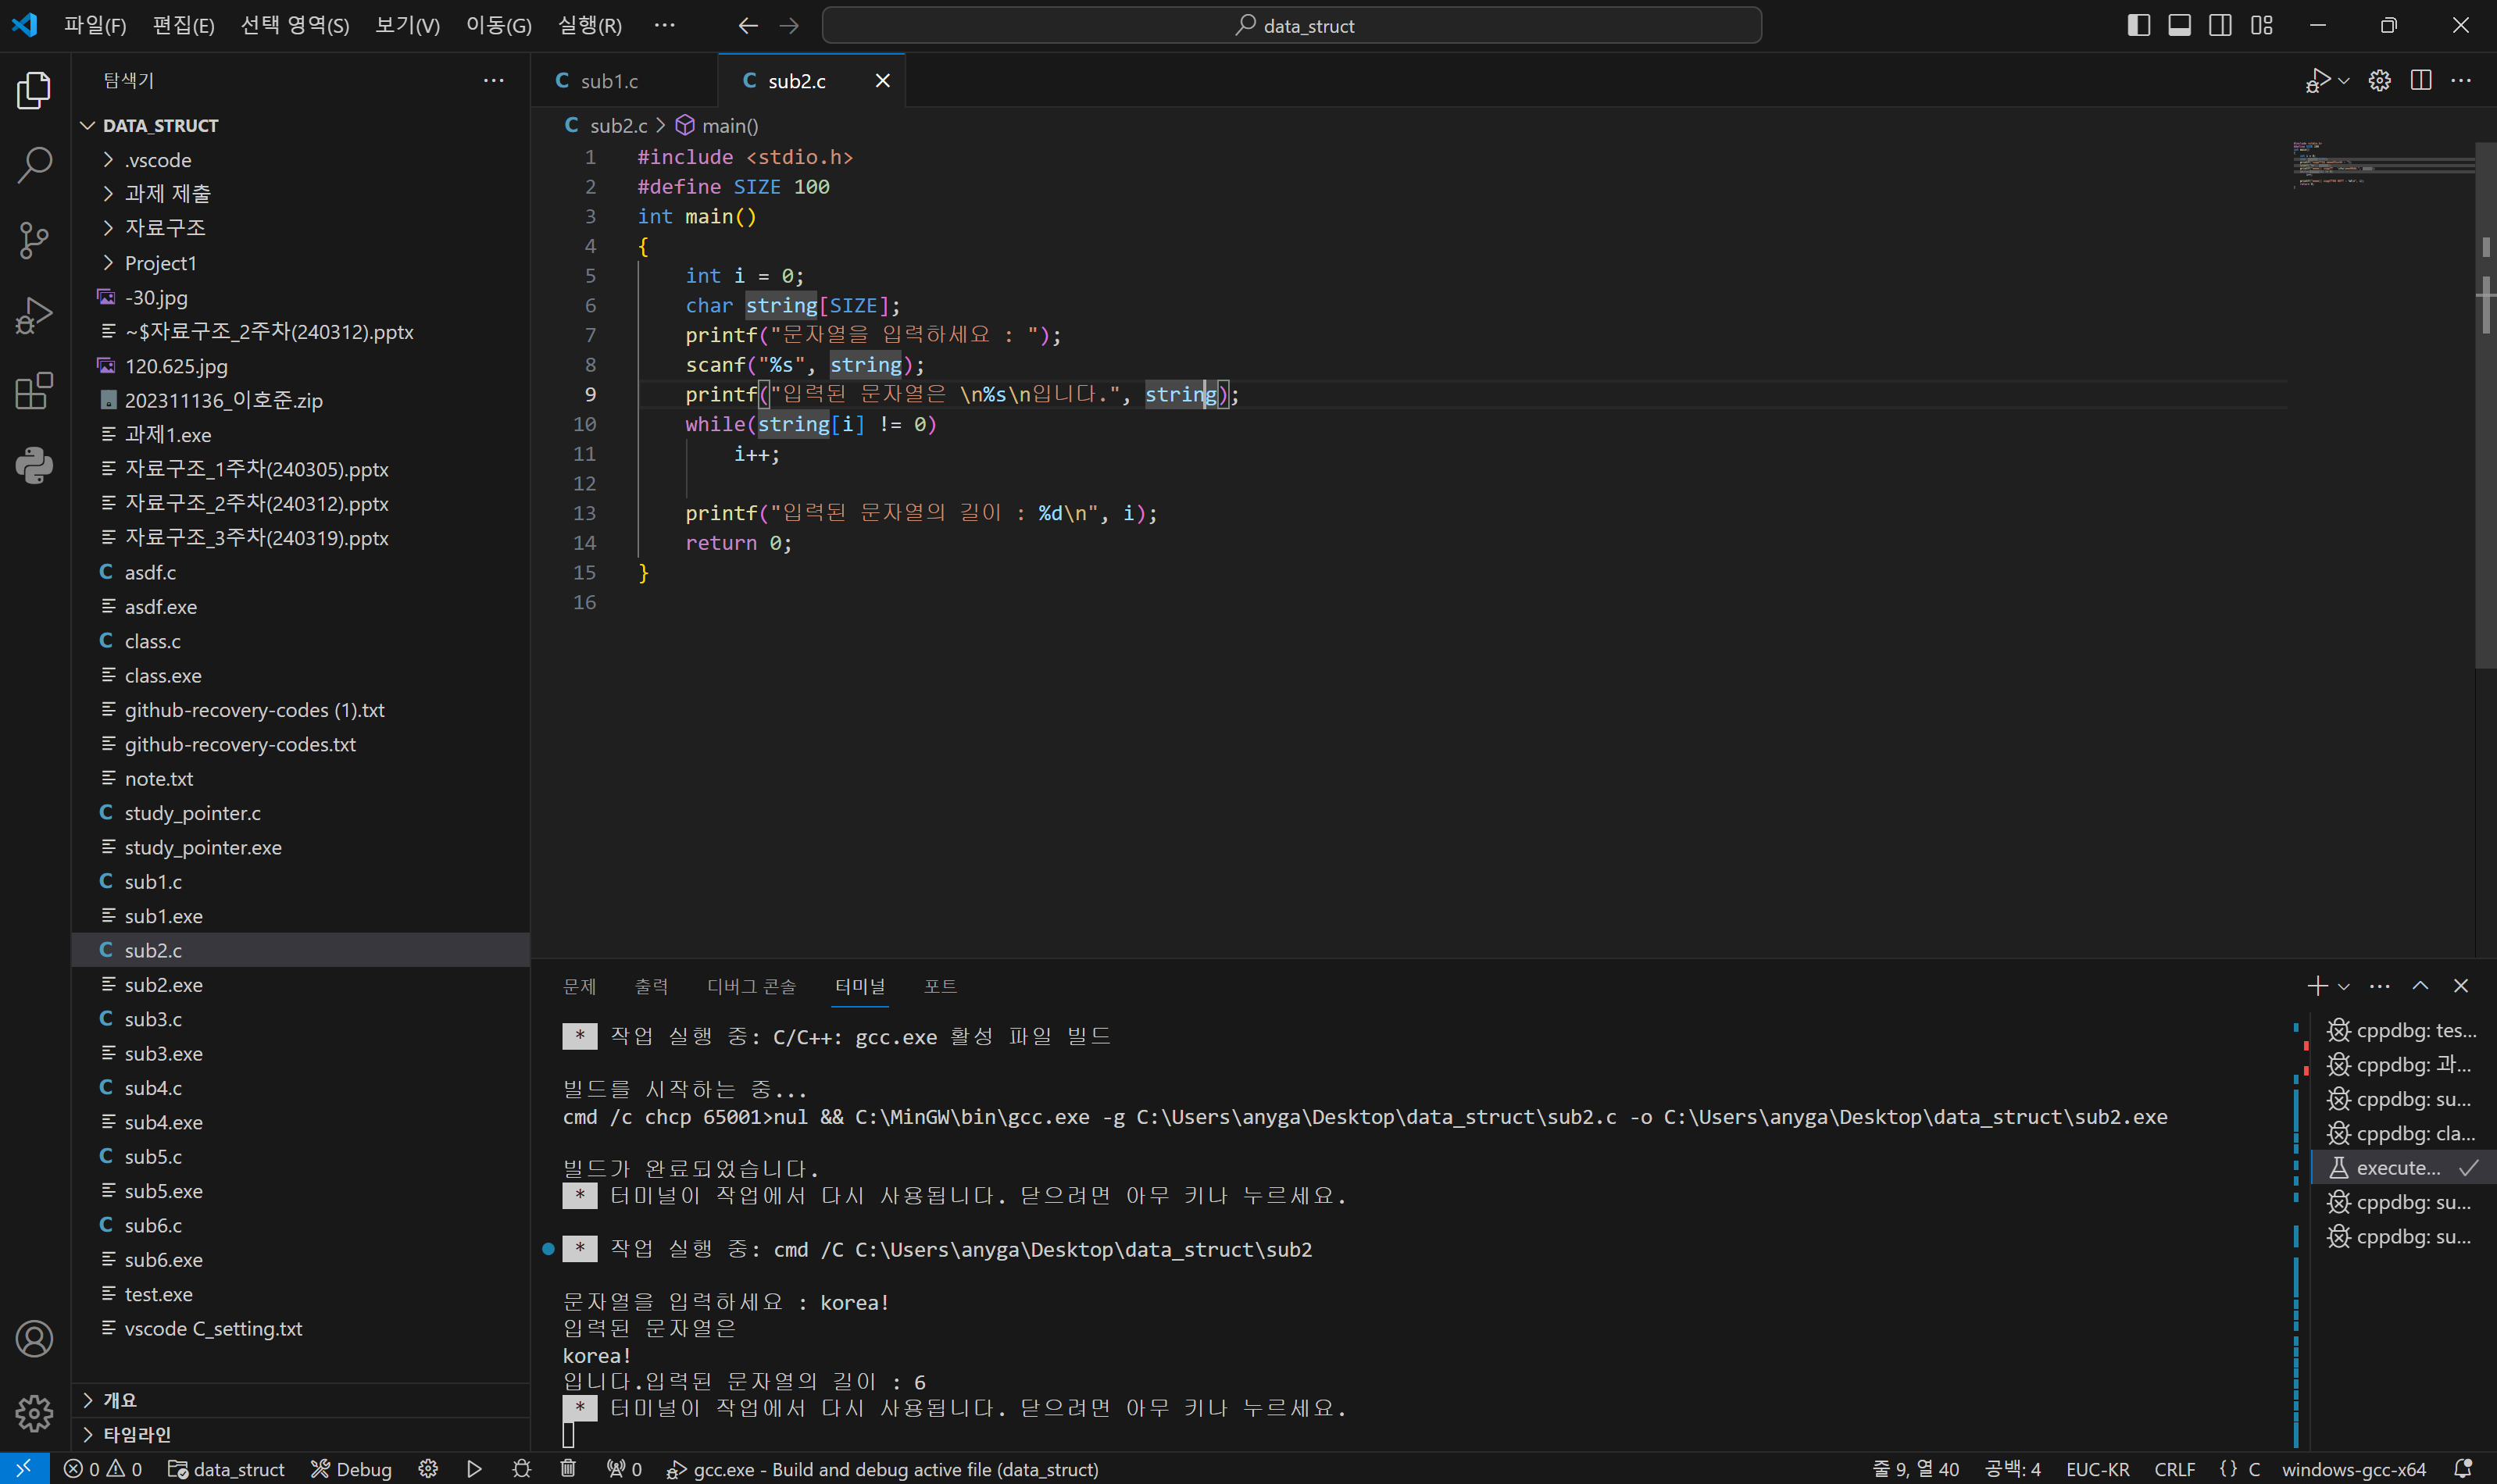 파일(F) 편집(E) 선택 영역(S) 보기(V) 이동(G) 실행(R) ··· data_struct
탐색기
DATA_STRUCT
.vscode
과제 제출
자료구조
Project1
-30.jpg
~$자료구조_2주차(240312).pptx
120.625.jpg
202311136_이호준.zip
과제1.exe
자료구조_1주차(240305).pptx
자료구조_2주차(240312).pptx
자료구조_3주차(240319).pptx
asdf.c
asdf.exe
class.c
class.exe
github-recovery-codes (1).txt
github-recovery-codes.txt
note.txt
study_pointer.c
study_pointer.exe
sub1.c
sub1.exe
sub2.c
sub2.exe
sub3.c
sub3.exe
sub4.c
sub4.exe
sub5.c
sub5.exe
sub6.c
sub6.exe
test.exe
vscode C_setting.txt
개요
타임라인
C sub1.c C sub2.c
C sub2.c > main()
1 #include <stdio.h>
2 #define SIZE 100
3 int main()
4 {
5 int i = 0;
6 char string[SIZE];
7 printf("문자열을 입력하세요 : ");
8 scanf("%s", string);
9 printf("입력된 문자열은 \n%s\n입니다.", string);
10 while(string[i] != 0)
11 i++;
12
13 printf("입력된 문자열의 길이 : %d\n", i);
14 return 0;
15 }
16
문제 출력 디버그 콘솔 터미널 포트
* 작업 실행 중: C/C++: gcc.exe 활성 파일 빌드
빌드를 시작하는 중...
cmd /c chcp 65001>nul && C:\MinGW\bin\gcc.exe -g C:\Users\anyga\Desktop\data_struct\sub2.c -o C:\Users\anyga\Desktop\data_struct\sub2.exe
빌드가 완료되었습니다.
* 터미널이 작업에서 다시 사용됩니다. 닫으려면 아무 키나 누르세요.
* 작업 실행 중: cmd /C C:\Users\anyga\Desktop\data_struct\sub2
문자열을 입력하세요 : korea!
입력된 문자열은
korea!
입니다.입력된 문자열의 길이 : 6
* 터미널이 작업에서 다시 사용됩니다. 닫으려면 아무 키나 누르세요.
cppdbg: tes...
cppdbg: 과...
cppdbg: su...
cppdbg: cla...
execute...
cppdbg: su...
cppdbg: su...
0 0 data_struct Debug 0 gcc.exe - Build and debug active file (data_struct) 줄 9, 열 40 공백: 4 EUC-KR CRLF {} C windows-gcc-x64